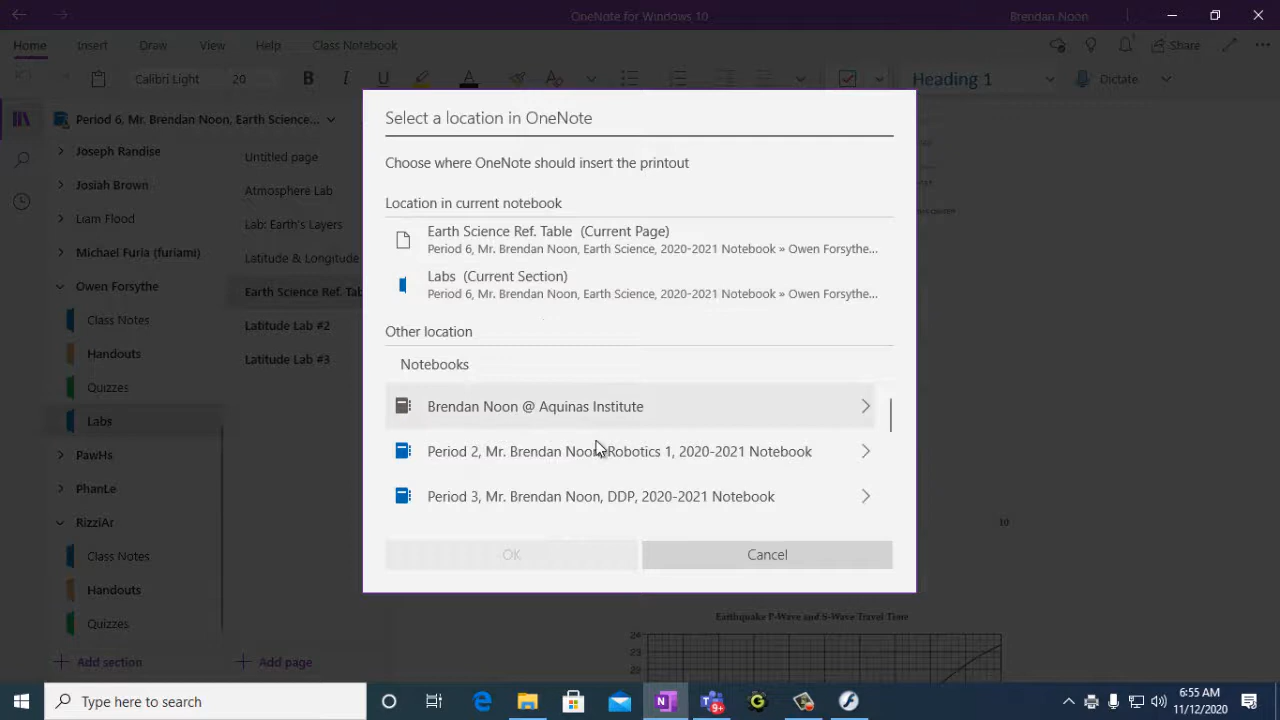 OneNote for Windows 10
Brendan Noon
Home
Insert
Draw
View
Help
Class Notebook
Share
Calibri Light
20
B
I
U
A
Heading 1
Dictate
Period 6, Mr. Brendan Noon, Earth Science...
Joseph Randise
Josiah Brown
Liam Flood
Michael Furia (furiami)
Owen Forsythe
Class Notes
Handouts
Quizzes
Labs
PawHs
PhanLe
RizziAr
Class Notes
Handouts
Quizzes
Add section
Untitled page
Atmosphere Lab
Lab: Earth's Layers
Latitude & Longitude
Earth Science Ref. Tab
Latitude Lab #2
Latitude Lab #3
Add page
Select a location in OneNote
Choose where OneNote should insert the printout
Location in current notebook
Earth Science Ref. Table (Current Page)
Period 6, Mr. Brendan Noon, Earth Science, 2020-2021 Notebook » Owen Forsythe...
Labs (Current Section)
Period 6, Mr. Brendan Noon, Earth Science, 2020-2021 Notebook » Owen Forsythe...
Other location
Notebooks
Brendan Noon @ Aquinas Institute
Period 2, Mr. Brendan Noon, Robotics 1, 2020-2021 Notebook
Period 3, Mr. Brendan Noon, DDP, 2020-2021 Notebook
OK
Cancel
10
Earthquake P-Wave and S-Wave Travel Time
24
23
22
Type here to search
9+
6:55 AM
11/12/2020